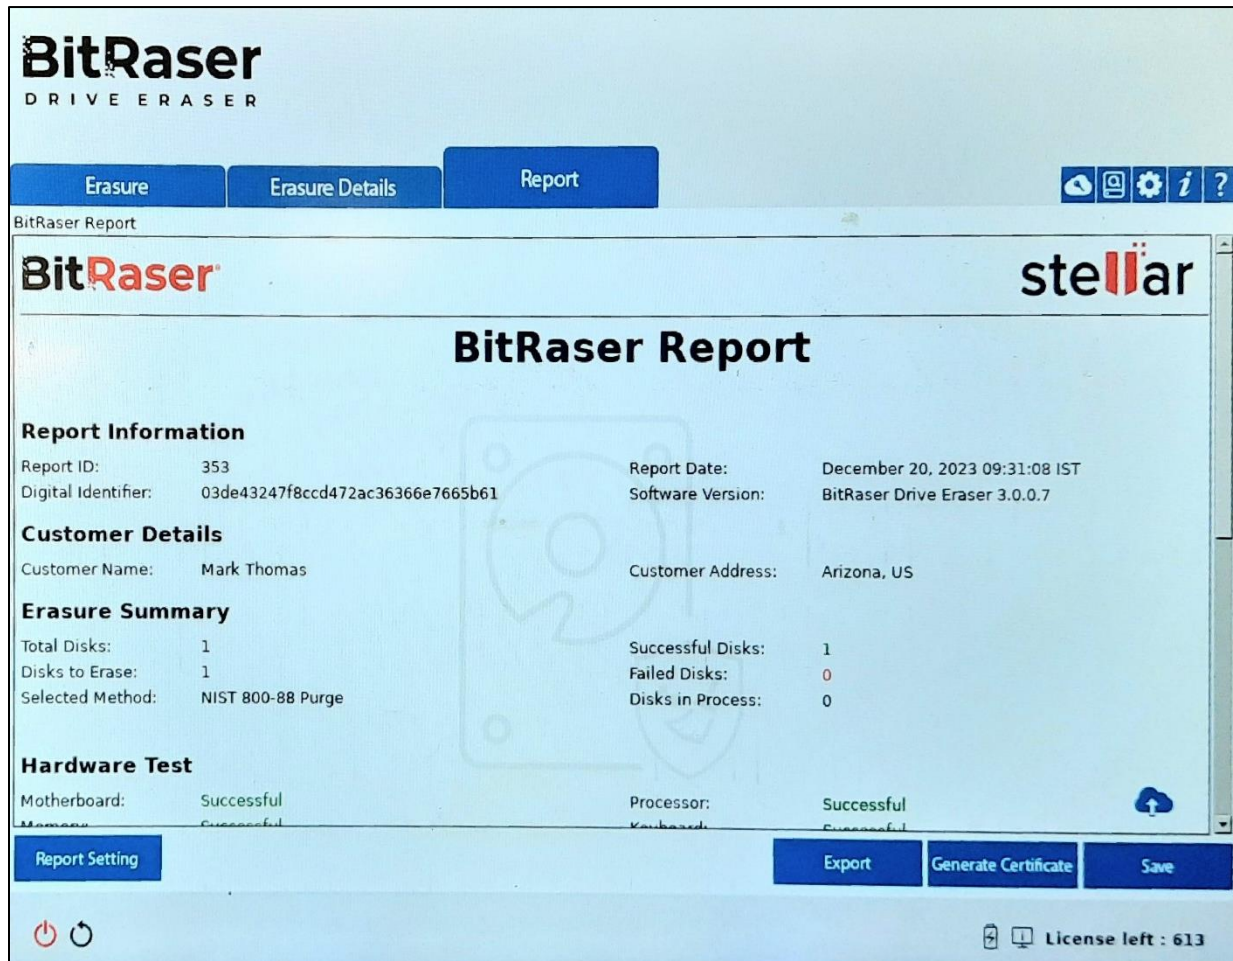 BitRaser
DRIVE ERASER
Erasure Erasure Details Report
i ?
BitRaser Report
BitRaser stellar
BitRaser Report
Report Information
Report ID: 353 Report Date: December 20, 2023 09:31:08 IST
Digital Identifier: 03de43247f8ccd472ac36366e7665b61 Software Version: BitRaser Drive Eraser 3.0.0.7
Customer Details
Customer Name: Mark Thomas Customer Address: Arizona, US
Erasure Summary
Total Disks: 1 Successful Disks: 1
Disks to Erase: 1 Failed Disks: 0
Selected Method: NIST 800-88 Purge Disks in Process: 0
Hardware Test
Motherboard: Successful Processor: Successful
Memory: Successful Keyboard: Successful
Report Setting Export Generate Certificate Save
License left : 613